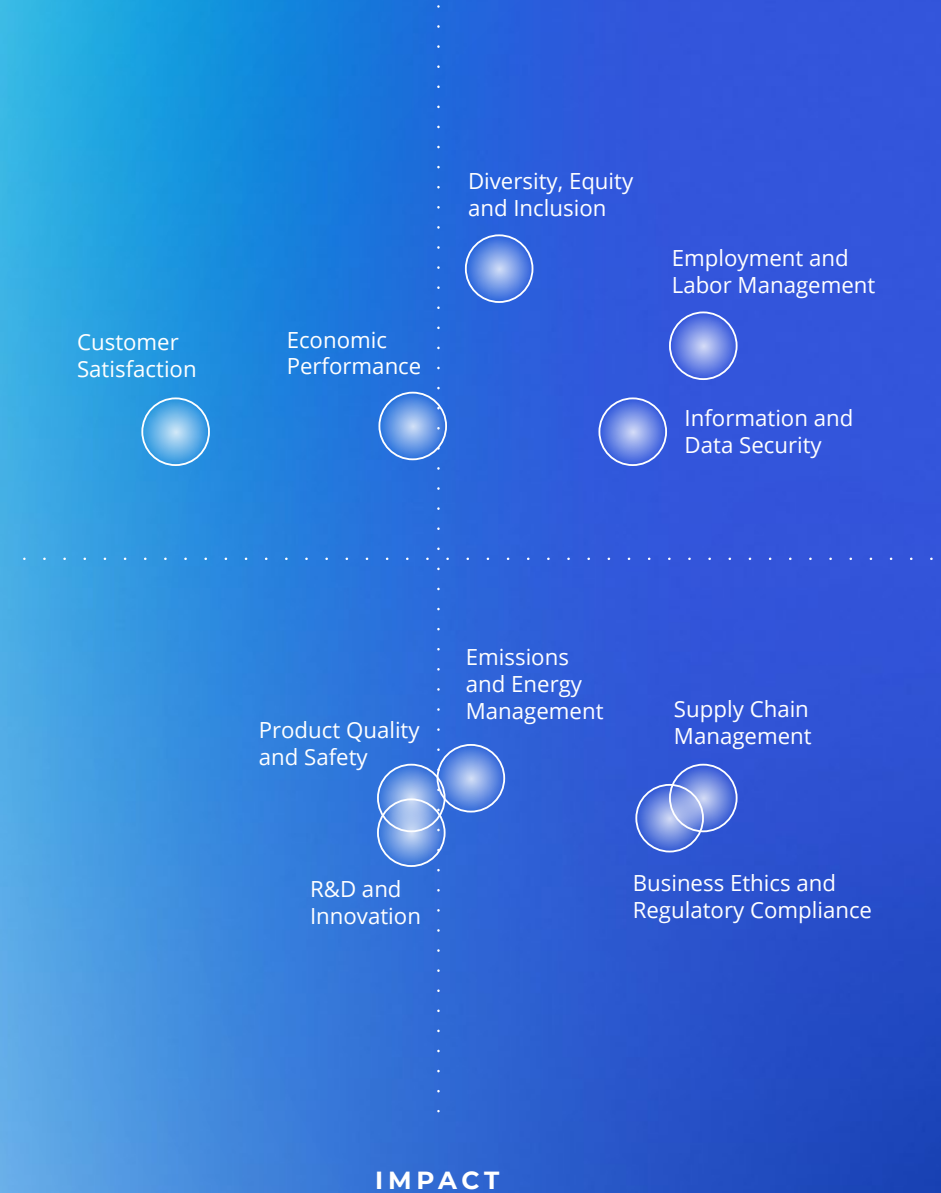 Diversity, Equity
and Inclusion
Employment and
Labor Management
Customer
Satisfaction
Economic
Performance
Information and
Data Security
Emissions
and Energy
Management
Supply Chain
Management
Product Quality
and Safety
R&D and
Innovation
Business Ethics and
Regulatory Compliance
IMPACT